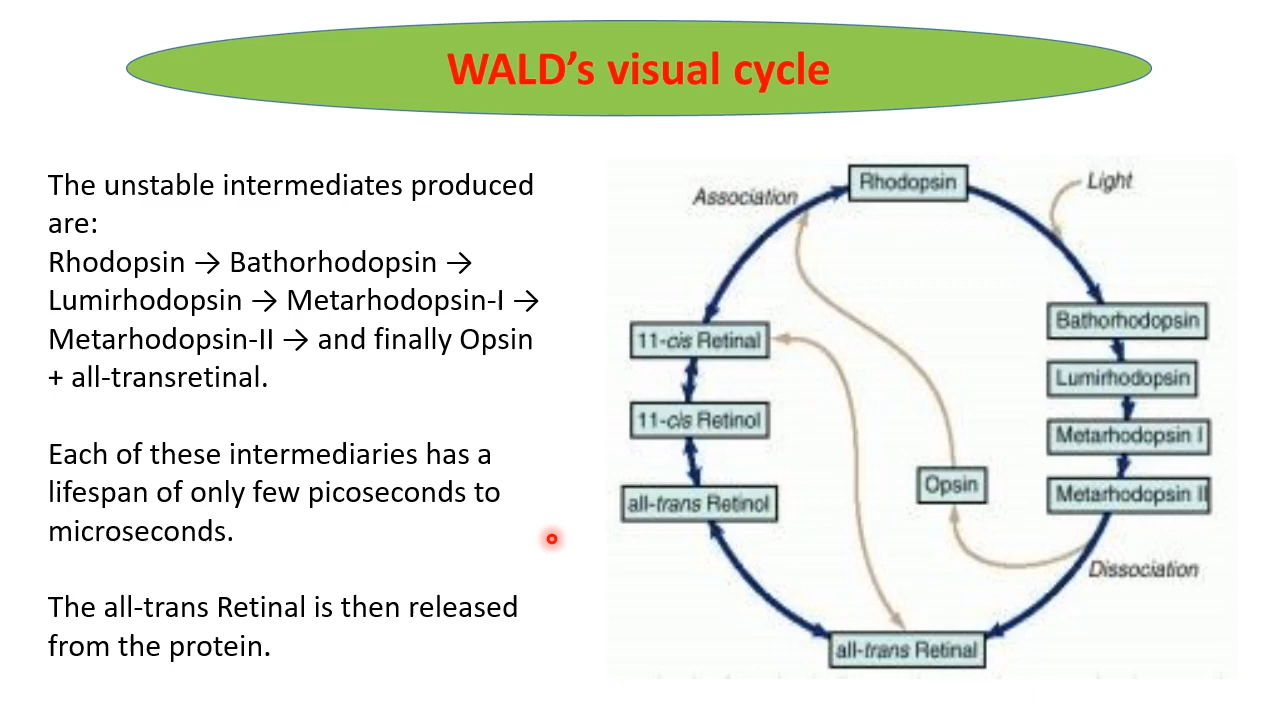 WALD’s visual cycle
The unstable intermediates produced
are:
Rhodopsin → Bathorhodopsin →
Lumirhodopsin → Metarhodopsin-I →
Metarhodopsin-II → and finally Opsin
+ all-transretinal.
Each of these intermediaries has a
lifespan of only few picoseconds to
microseconds.
The all-trans Retinal is then released
from the protein.
Rhodopsin
Light
Association
Bathorhodopsin
11-cis Retinal
Lumirhodopsin
11-cis Retinol
Metarhodopsin I
Opsin
Metarhodopsin II
all-trans Retinol
Dissociation
all-trans Retinal